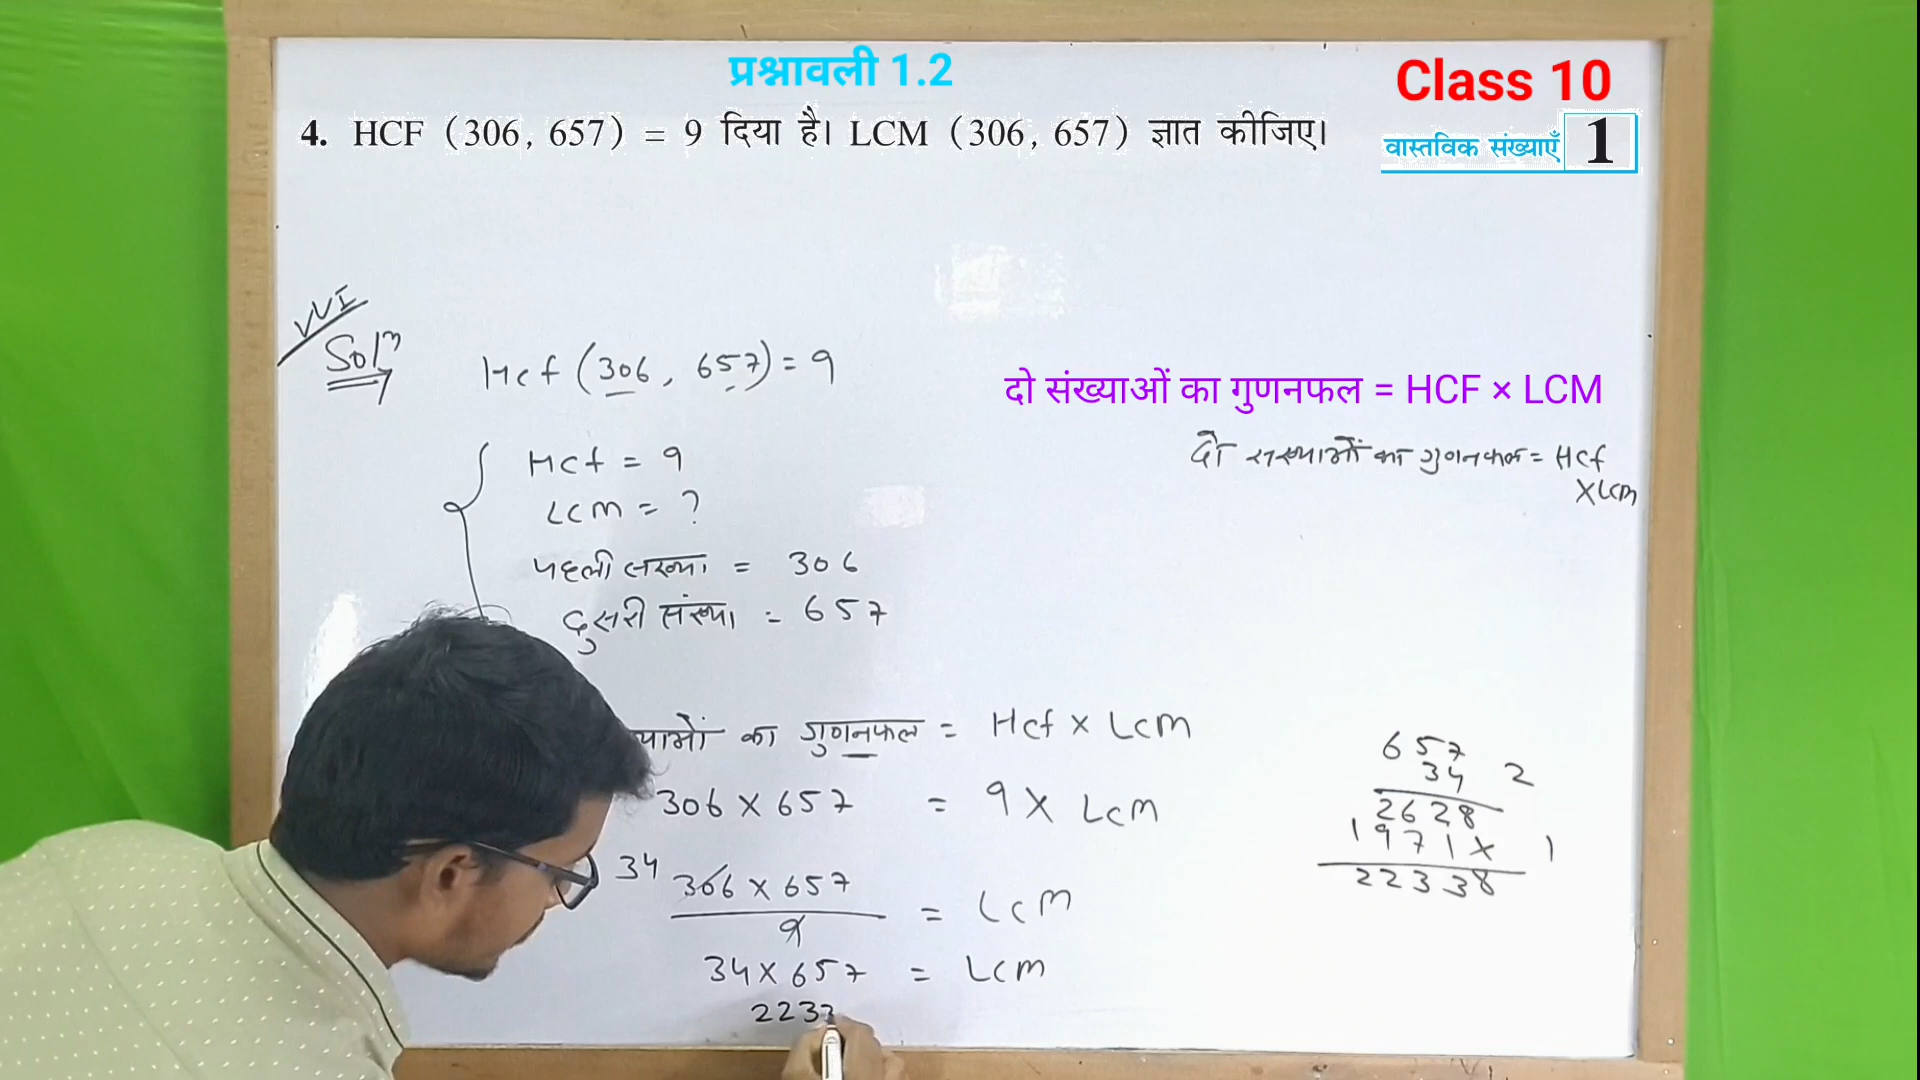 प्रश्नावली 1.2
Class 10
4. HCF (306, 657) = 9 दिया है। LCM (306, 657) ज्ञात कीजिए।
वास्तविक संख्याएँ 1
VVI
Solⁿ
Hcf (306, 657) = 9
दो संख्याओं का गुणनफल = HCF × LCM
दो संख्याओं का गुणनफल = Hcf
×Lcm
Hcf = 9
Lcm = ?
पहली संख्या = 306
दुसरी संख्या = 657
का गुणनफल = Hcf × Lcm
306 × 657 = 9 × Lcm
34 306 × 657
9
= Lcm
34 × 657 = Lcm
2233
657
34 2
2628
1971× 1
22338